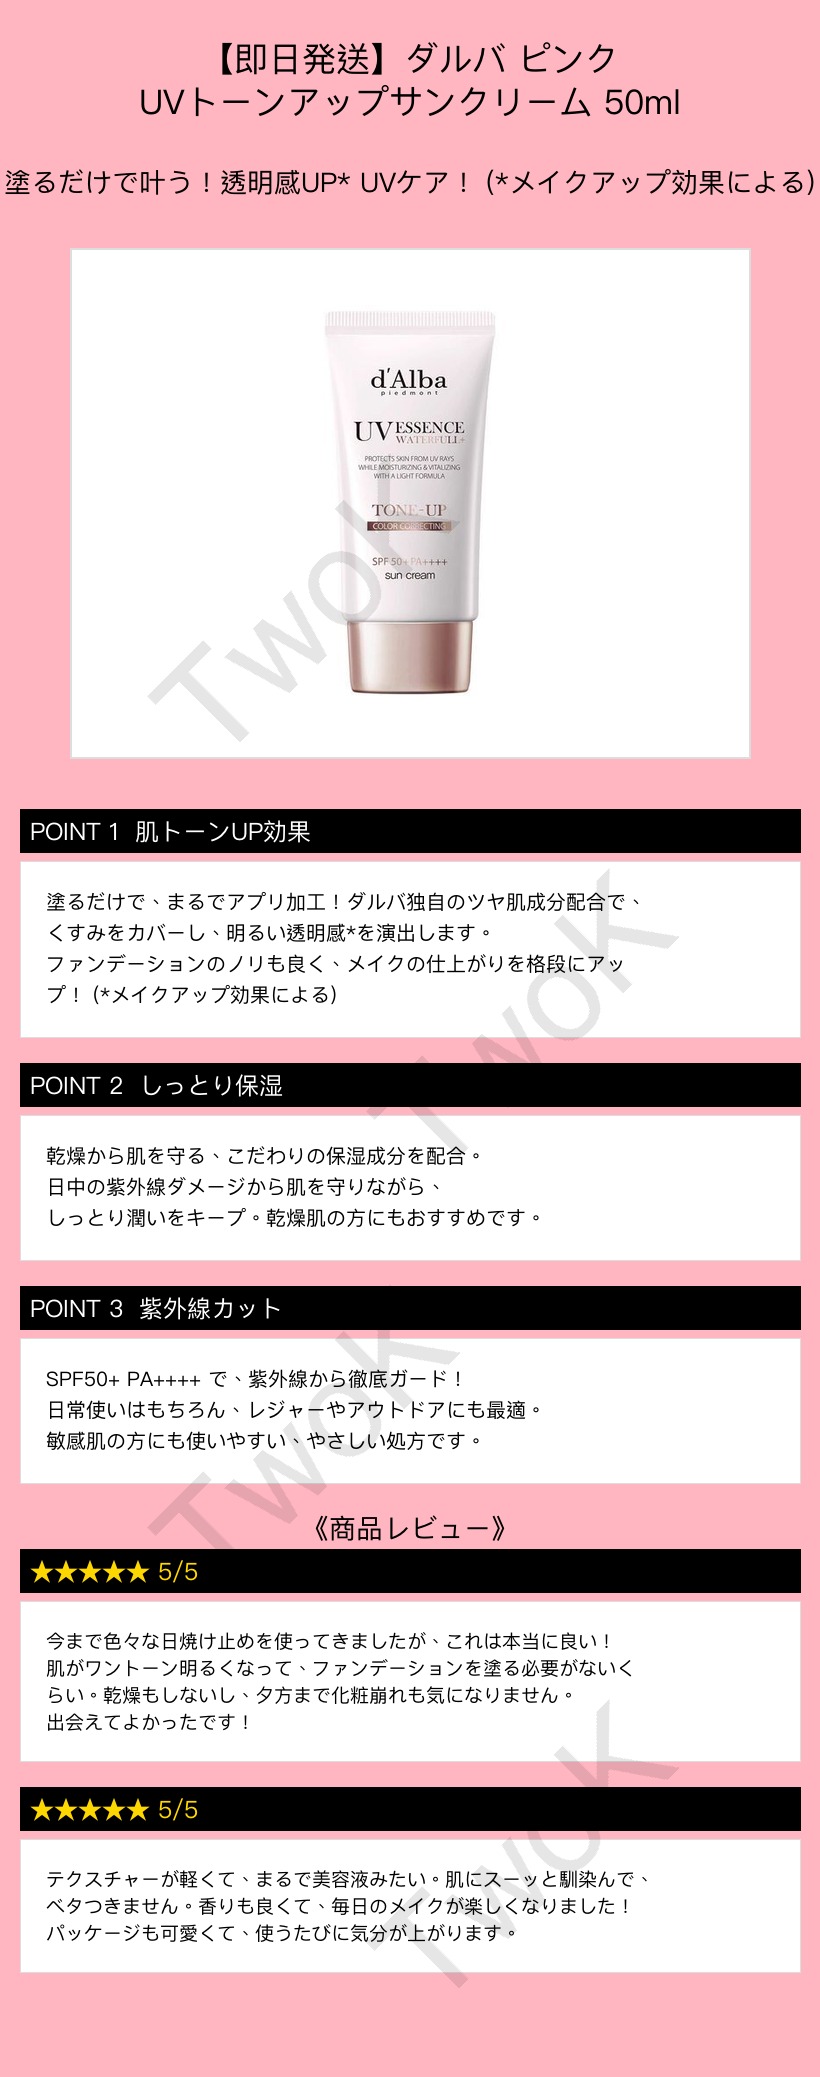 【即日発送】ダルバ ピンク
UVトーンアップサンクリーム 50ml
塗るだけで叶う！透明感UP* UVケア！ (*メイクアップ効果による)
d'Alba
piedmont
UV ESSENCE
WATERFULL+
PROTECTS SKIN FROM UV RAYS
WHILE MOISTURIZING & VITALIZING
WITH A LIGHT FORMULA
TONE-UP
COLOR CORRECTING
SPF 50+ PA++++
sun cream
TwoK
POINT 1 肌トーンUP効果
塗るだけで、まるでアプリ加工！ダルバ独自のツヤ肌成分配合で、
くすみをカバーし、明るい透明感*を演出します。
ファンデーションのノリも良く、メイクの仕上がりを格段にアッ
プ！ (*メイクアップ効果による)
TwoK
POINT 2 しっとり保湿
乾燥から肌を守る、こだわりの保湿成分を配合。
日中の紫外線ダメージから肌を守りながら、
しっとり潤いをキープ。乾燥肌の方にもおすすめです。
POINT 3 紫外線カット
SPF50+ PA++++ で、紫外線から徹底ガード！
日常使いはもちろん、レジャーやアウトドアにも最適。
敏感肌の方にも使いやすい、やさしい処方です。
TwoK
《商品レビュー》
★★★★★ 5/5
今まで色々な日焼け止めを使ってきましたが、これは本当に良い！
肌がワントーン明るくなって、ファンデーションを塗る必要がないく
らい。乾燥もしないし、夕方まで化粧崩れも気になりません。
出会えてよかったです！
★★★★★ 5/5
テクスチャーが軽くて、まるで美容液みたい。肌にスーッと馴染んで、
ベタつきません。香りも良くて、毎日のメイクが楽しくなりました！
パッケージも可愛くて、使うたびに気分が上がります。
TwoK